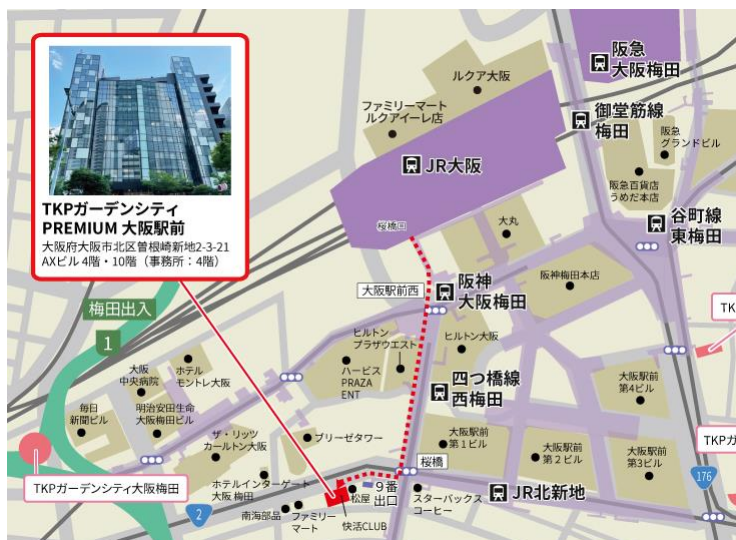 TKPガーデンシティ
PREMIUM 大阪駅前
大阪府大阪市北区曽根崎新地2-3-21
AXビル 4階・10階（事務所：4階）
阪急
大阪梅田
ルクア大阪
ファミリーマート
ルクアイーレ店
御堂筋線
梅田
阪急
グランドビル
JR大阪
阪急百貨店
うめだ本店
桜橋口
大丸
谷町線
東梅田
大阪駅前西
阪神
大阪梅田
阪神梅田本店
梅田出入
1
TK
ヒルトン
プラザウエスト
ヒルトン大阪
大阪
中央病院
ホテル
モントレ大阪
ハービス
PRAZA
ENT
四つ橋線
西梅田
大阪駅前
第4ビル
毎日
新聞ビル
明治安田生命
大阪梅田ビル
ザ・リッツ
カールトン大阪
ブリーゼタワー
大阪駅前
第1ビル
大阪駅前
第2ビル
大阪駅前
第3ビル
TKPガ
桜橋
176
TKPガーデンシティ大阪梅田
ホテルインターゲート
大阪 梅田
松屋
9番
出口
スターバックス
コーヒー
JR北新地
2
南海部品
ファミリー
マート
快活CLUB